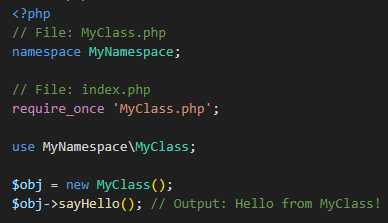 <?php
// File: MyClass.php
namespace MyNamespace;
// File: index.php
require_once 'MyClass.php';
use MyNamespace\MyClass;
$obj = new MyClass();
$obj->sayHello(); // Output: Hello from MyClass!